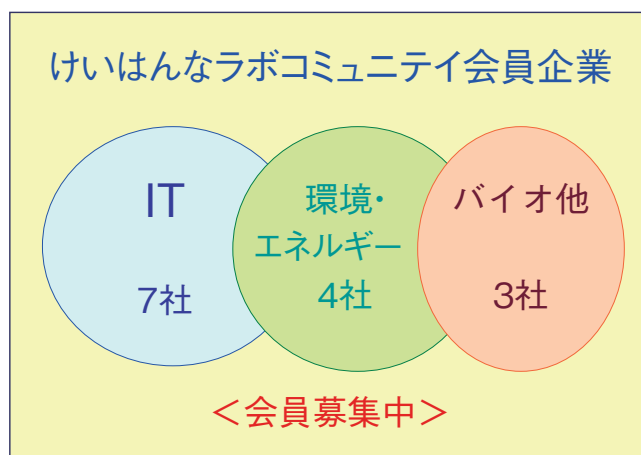 けいはんなラボコミュニテイ会員企業
IT
7社
環境・
エネルギー
4社
バイオ他
3社
＜会員募集中＞